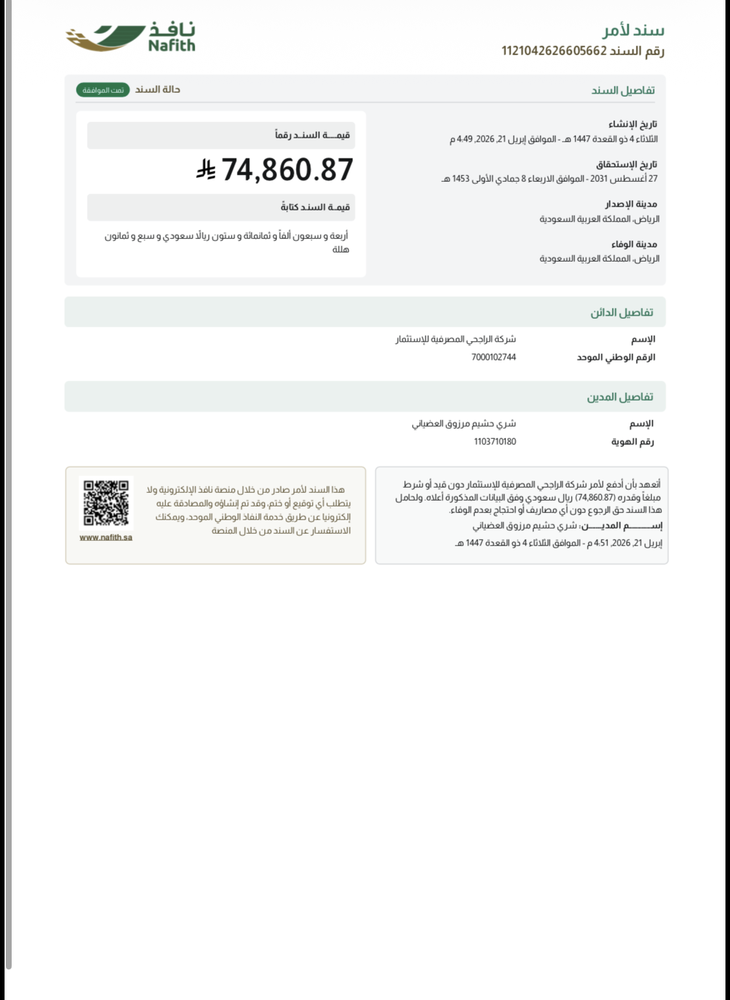 نافذ
Nafith
سند لأمر
رقم السند 1121042626605662
تفاصيل السند
حالة السند تمت الموافقة
تاريخ الإنشاء
الثلاثاء 4 ذو القعدة 1447 هـ - الموافق إبريل 21, 2026, 4:49 م
تاريخ الإستحقاق
27 أغسطس 2031 - الموافق الاربعاء 8 جمادي الأولى 1453 هـ
مدينة الإصدار
الرياض، المملكة العربية السعودية
مدينة الوفاء
الرياض، المملكة العربية السعودية
قيمـــة السنــد رقماً
74,860.87
قيمــة السند كتابةً
أربعة و سبعون ألفاً و ثمانمائة و ستون ريالاً سعودي و سبع و ثمانون
هللة
تفاصيل الدائن
الإسم شركة الراجحي المصرفية للإستثمار
الرقم الوطني الموحد 7000102744
تفاصيل المدين
الإسم شري حشيم مرزوق العضياني
رقم الهوية 1103710180
أتعهد بأن أدفع لأمر شركة الراجحي المصرفية للإستثمار دون قيد أو شرط
مبلغاً وقدره (74,860.87) ريال سعودي وفق البيانات المذكورة أعلاه. ولحامل
هذا السند حق الرجوع دون أي مصاريف أو احتجاج بعدم الوفاء.
إســـــــم المديـــــن: شري حشيم مرزوق العضياني
إبريل 21, 2026, 4:51 م - الموافق الثلاثاء 4 ذو القعدة 1447 هـ
هذا السند لأمر صادر من خلال منصة نافذ الإلكترونية ولا
يتطلب أي توقيع أو ختم، وقد تم إنشاؤه والمصادقة عليه
إلكترونيا عن طريق خدمة النفاذ الوطني الموحد، ويمكنك
الاستفسار عن السند من خلال المنصة
www.nafith.sa